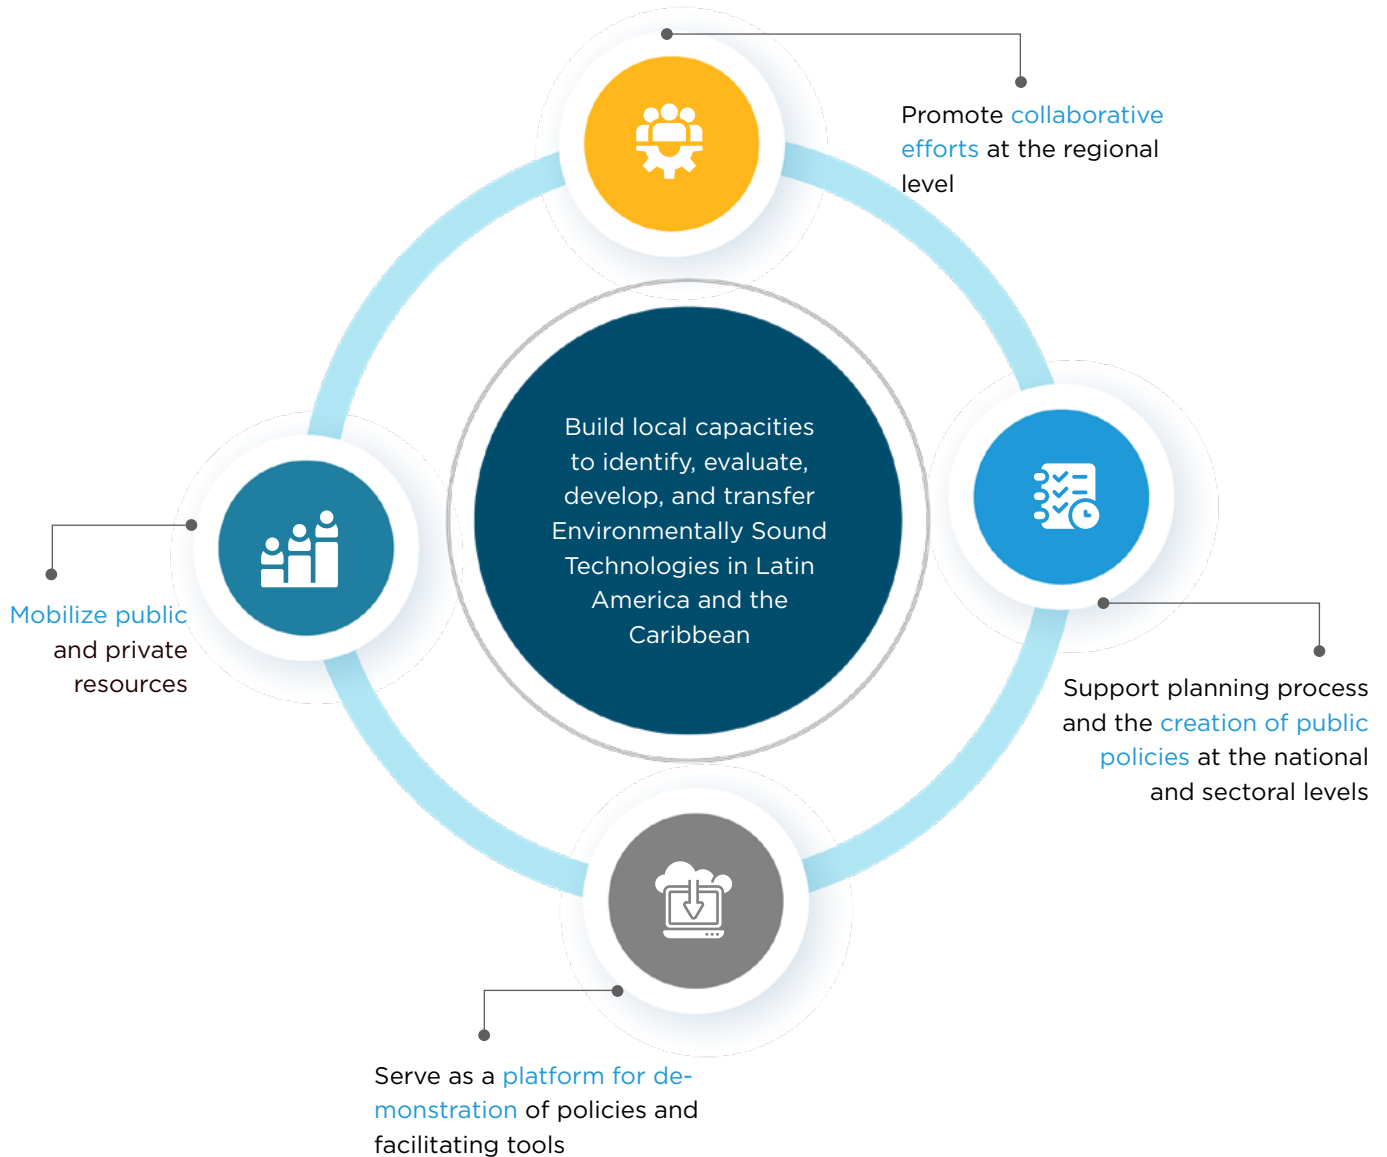 Promote collaborative
efforts at the regional
level
Build local capacities
to identify, evaluate,
develop, and transfer
Environmentally Sound
Technologies in Latin
America and the
Caribbean
Mobilize public
and private
resources
Support planning process
and the creation of public
policies at the national
and sectoral levels
Serve as a platform for de-
monstration of policies and
facilitating tools